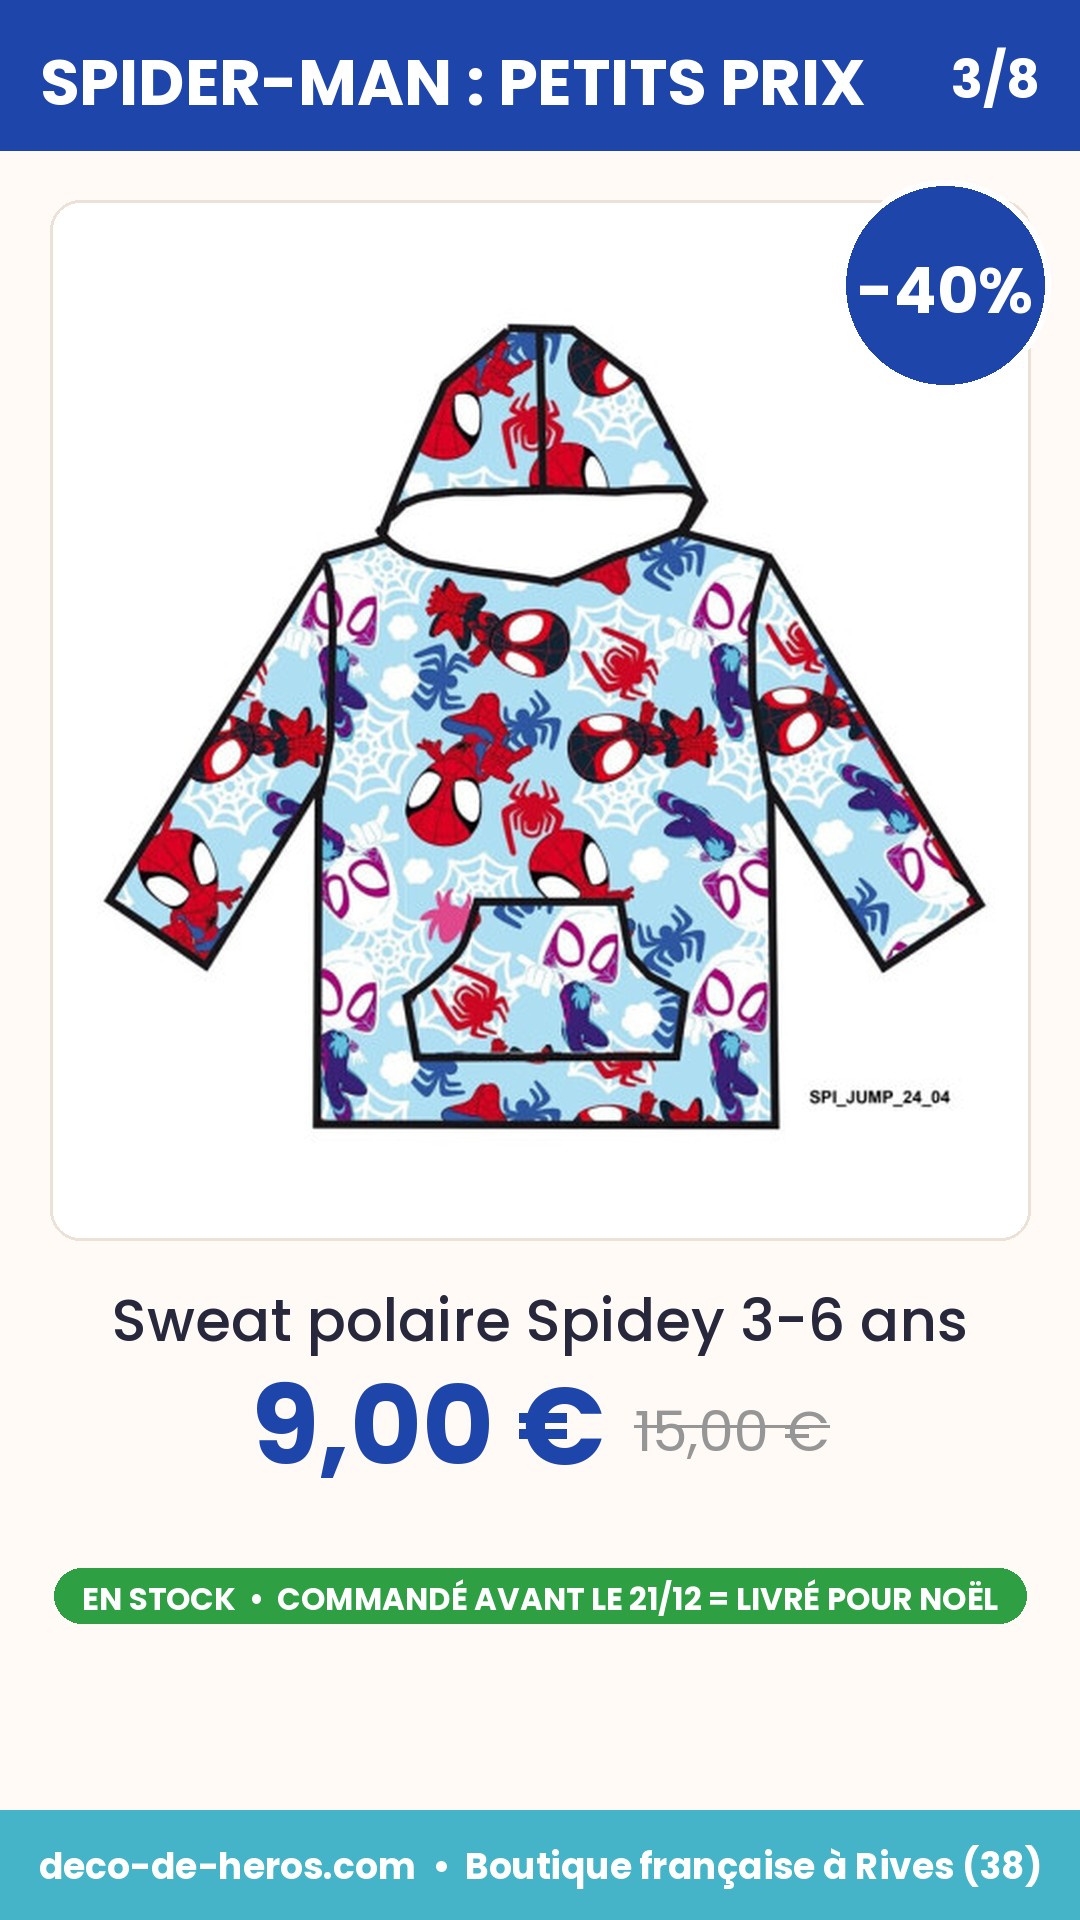 SPIDER-MAN : PETITS PRIX 3/8
-40%
SPI_JUMP_24_04
Sweat polaire Spidey 3-6 ans
9,00 € 15,00 €
EN STOCK • COMMANDÉ AVANT LE 21/12 = LIVRÉ POUR NOËL
deco-de-heros.com • Boutique française à Rives (38)